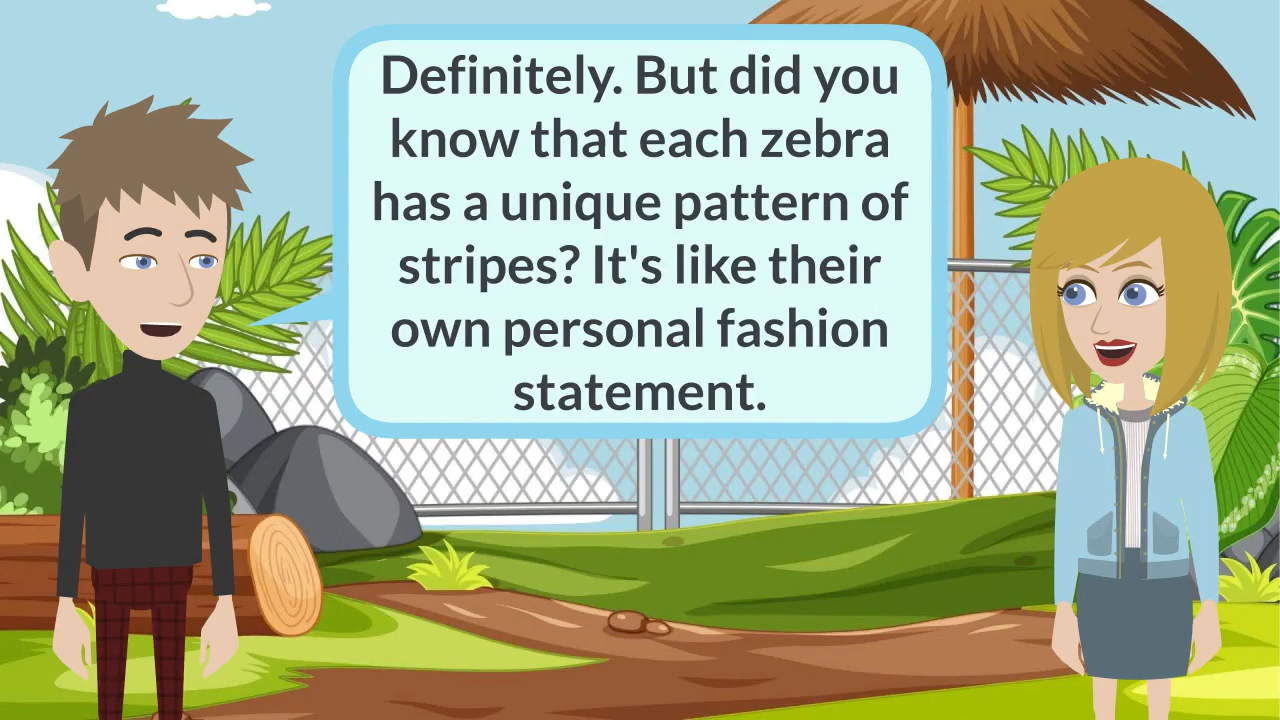 Definitely. But did you
know that each zebra
has a unique pattern of
stripes? It's like their
own personal fashion
statement.